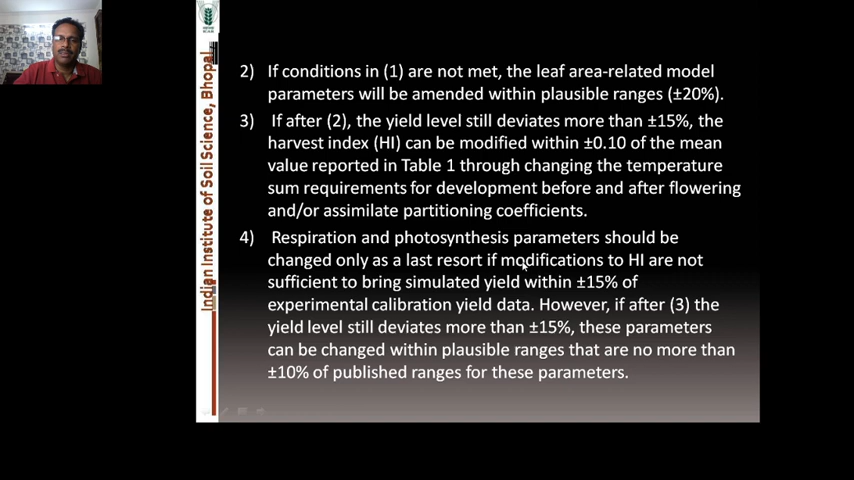 Indian Institute of Soil Science, Bhopal
2) If conditions in (1) are not met, the leaf area-related model
parameters will be amended within plausible ranges (±20%).
3) If after (2), the yield level still deviates more than ±15%, the
harvest index (HI) can be modified within ±0.10 of the mean
value reported in Table 1 through changing the temperature
sum requirements for development before and after flowering
and/or assimilate partitioning coefficients.
4) Respiration and photosynthesis parameters should be
changed only as a last resort if modifications to HI are not
sufficient to bring simulated yield within ±15% of
experimental calibration yield data. However, if after (3) the
yield level still deviates more than ±15%, these parameters
can be changed within plausible ranges that are no more than
±10% of published ranges for these parameters.